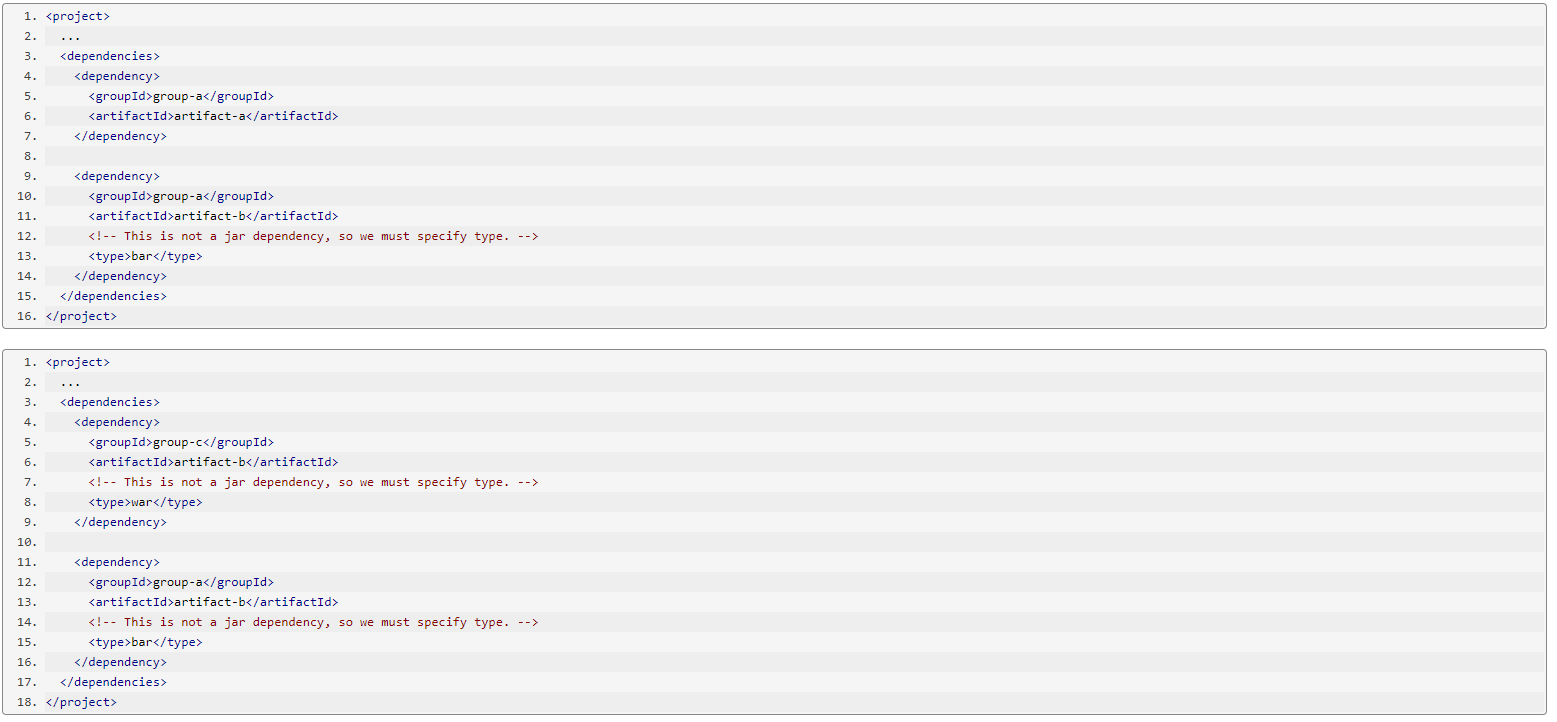 1. <project>
2.   ...
3.   <dependencies>
4.     <dependency>
5.       <groupId>group-a</groupId>
6.       <artifactId>artifact-a</artifactId>
7.     </dependency>
8.
9.     <dependency>
10.       <groupId>group-a</groupId>
11.       <artifactId>artifact-b</artifactId>
12.       <!-- This is not a jar dependency, so we must specify type. -->
13.       <type>bar</type>
14.     </dependency>
15.   </dependencies>
16. </project>
1. <project>
2.   ...
3.   <dependencies>
4.     <dependency>
5.       <groupId>group-c</groupId>
6.       <artifactId>artifact-b</artifactId>
7.       <!-- This is not a jar dependency, so we must specify type. -->
8.       <type>war</type>
9.     </dependency>
10.
11.     <dependency>
12.       <groupId>group-a</groupId>
13.       <artifactId>artifact-b</artifactId>
14.       <!-- This is not a jar dependency, so we must specify type. -->
15.       <type>bar</type>
16.     </dependency>
17.   </dependencies>
18. </project>